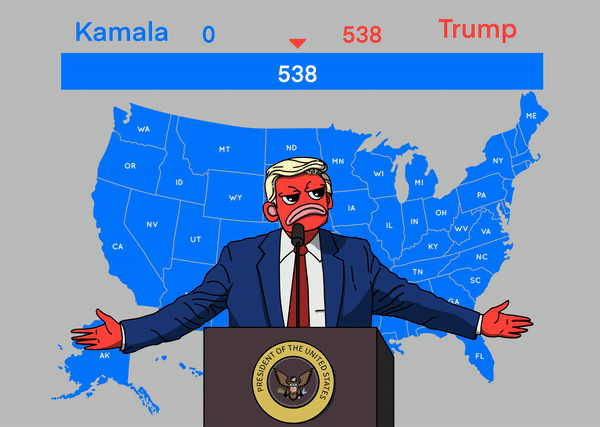 Kamala 0 538 Trump
538
WA
MT
ND
MN
ME
OR
ID
WY
WI
MI
NY
NV
UT
CA
IA
IL
IN
OH
PA
WV
VA
KY
NC
TN
SC
GA
AK
FL
PRESIDENT OF THE UNITED STATES